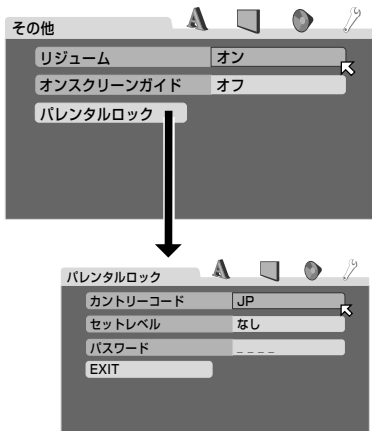 その他
リジューム オン
オンスクリーンガイド オフ
パレンタルロック
パレンタルロック
カントリーコード JP
セットレベル なし
パスワード _ _ _ _
EXIT